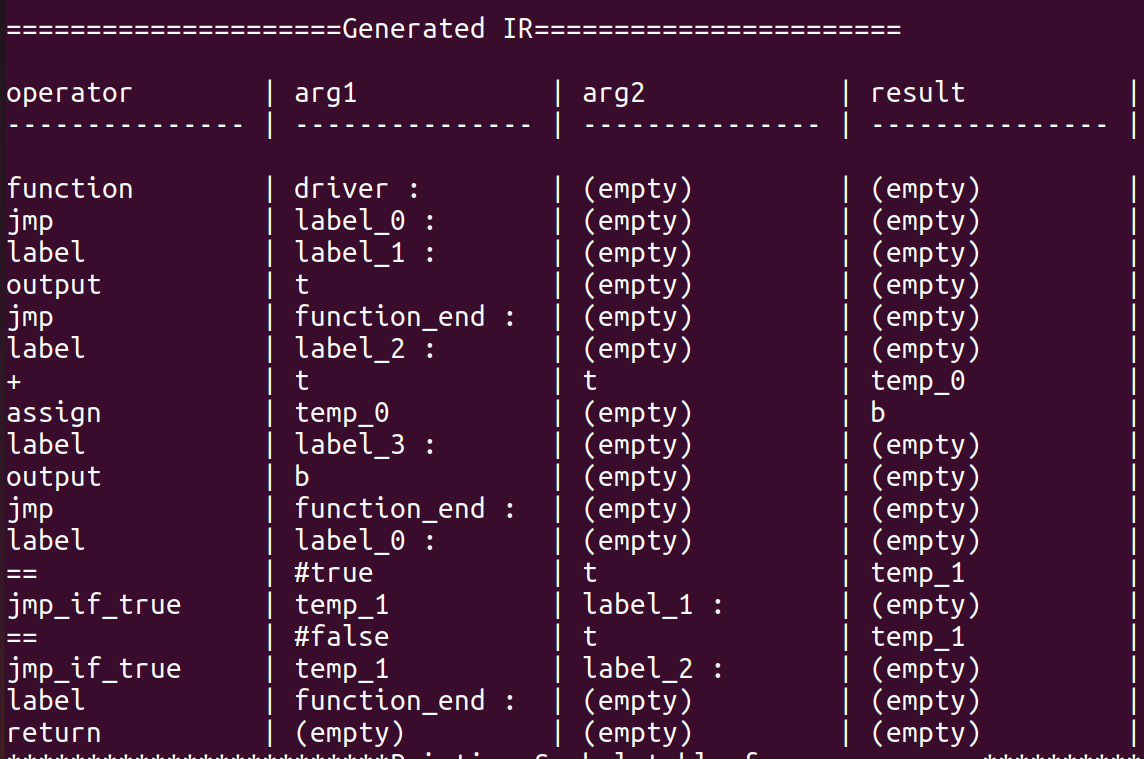 =====================Generated IR=======================
operator | arg1 | arg2 | result |
--------------- | --------------- | --------------- | --------------- |
function | driver : | (empty) | (empty) |
jmp | label_0 : | (empty) | (empty) |
label | label_1 : | (empty) | (empty) |
output | t | (empty) | (empty) |
jmp | function_end : | (empty) | (empty) |
label | label_2 : | (empty) | (empty) |
+ | t | t | temp_0 |
assign | temp_0 | (empty) | b |
label | label_3 : | (empty) | (empty) |
output | b | (empty) | (empty) |
jmp | function_end : | (empty) | (empty) |
label | label_0 : | (empty) | (empty) |
== | #true | t | temp_1 |
jmp_if_true | temp_1 | label_1 : | (empty) |
== | #false | t | temp_1 |
jmp_if_true | temp_1 | label_2 : | (empty) |
label | function_end : | (empty) | (empty) |
return | (empty) | (empty) | (empty) |